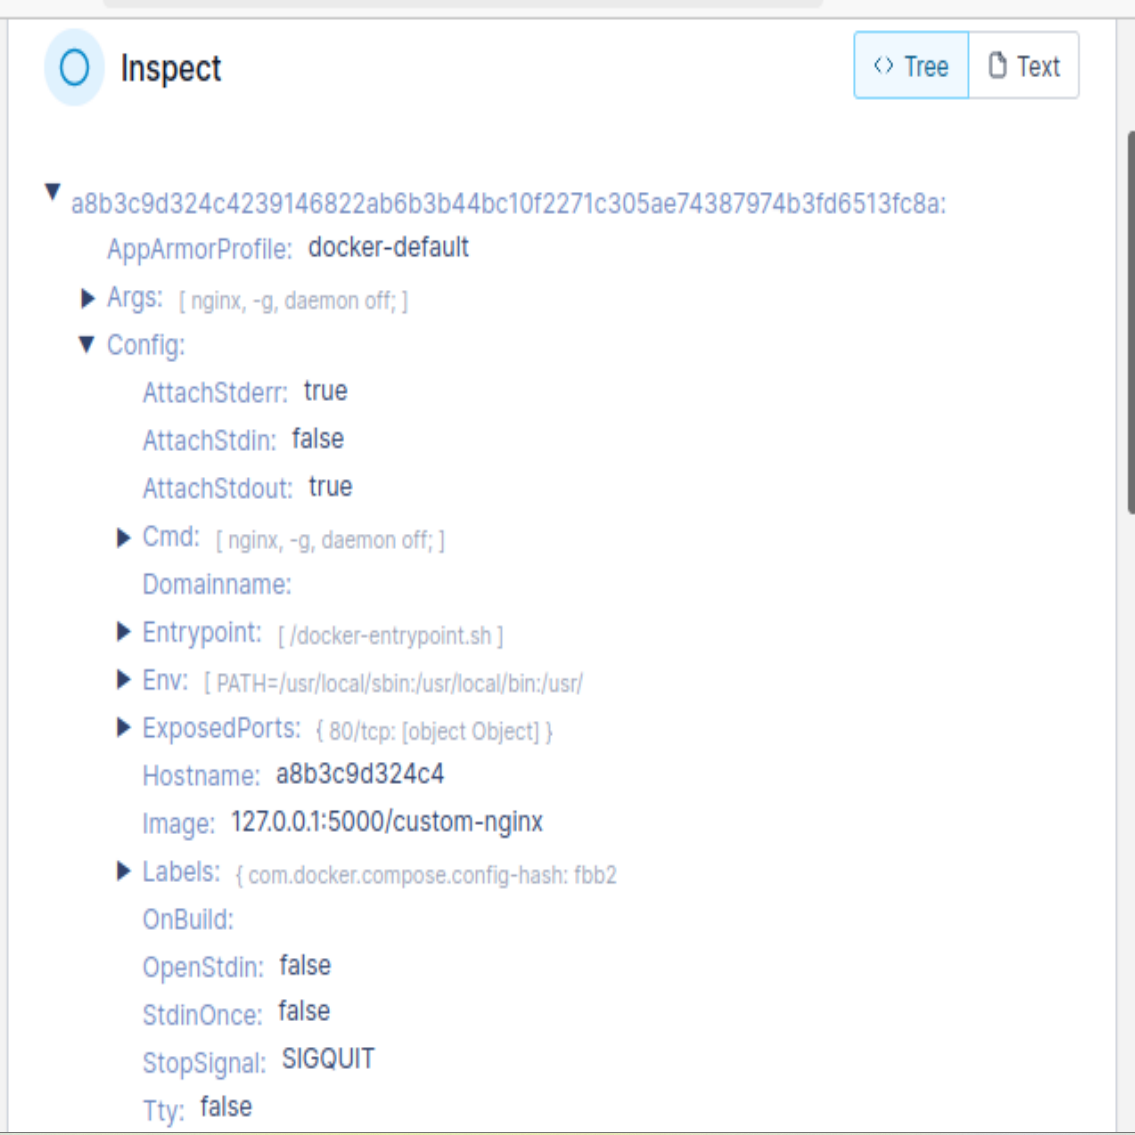 Inspect
Tree
Text
a8b3c9d324c4239146822ab6b3b44bc10f2271c305ae74387974b3fd6513fc8a:
AppArmorProfile: docker-default
Args: [ nginx, -g, daemon off; ]
Config:
AttachStderr: true
AttachStdin: false
AttachStdout: true
Cmd: [ nginx, -g, daemon off; ]
Domainname:
Entrypoint: [ /docker-entrypoint.sh ]
Env: [ PATH=/usr/local/sbin:/usr/local/bin:/usr/
ExposedPorts: { 80/tcp: [object Object] }
Hostname: a8b3c9d324c4
Image: 127.0.0.1:5000/custom-nginx
Labels: { com.docker.compose.config-hash: fbb2
OnBuild:
OpenStdin: false
StdinOnce: false
StopSignal: SIGQUIT
Tty: false